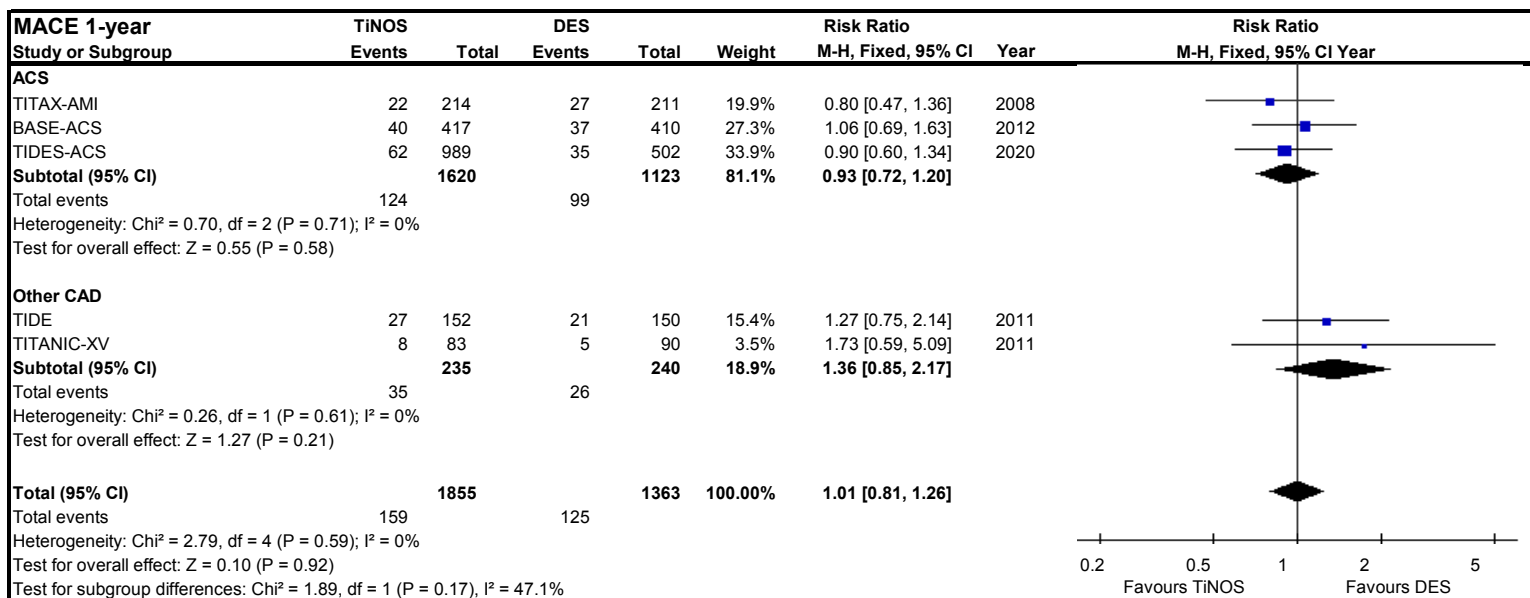 MACE 1-year TiNOS DES Risk Ratio Risk Ratio
Study or Subgroup Events Total Events Total Weight M-H, Fixed, 95% CI Year M-H, Fixed, 95% CI Year
ACS
TITAX-AMI 22 214 27 211 19.9% 0.80 [0.47, 1.36] 2008
BASE-ACS 40 417 37 410 27.3% 1.06 [0.69, 1.63] 2012
TIDES-ACS 62 989 35 502 33.9% 0.90 [0.60, 1.34] 2020
Subtotal (95% CI) 1620 1123 81.1% 0.93 [0.72, 1.20]
Total events 124 99
Heterogeneity: Chi² = 0.70, df = 2 (P = 0.71); I² = 0%
Test for overall effect: Z = 0.55 (P = 0.58)
Other CAD
TIDE 27 152 21 150 15.4% 1.27 [0.75, 2.14] 2011
TITANIC-XV 8 83 5 90 3.5% 1.73 [0.59, 5.09] 2011
Subtotal (95% CI) 235 240 18.9% 1.36 [0.85, 2.17]
Total events 35 26
Heterogeneity: Chi² = 0.26, df = 1 (P = 0.61); I² = 0%
Test for overall effect: Z = 1.27 (P = 0.21)
Total (95% CI) 1855 1363 100.00% 1.01 [0.81, 1.26]
Total events 159 125
Heterogeneity: Chi² = 2.79, df = 4 (P = 0.59); I² = 0%
Test for overall effect: Z = 0.10 (P = 0.92)
Test for subgroup differences: Chi² = 1.89, df = 1 (P = 0.17), I² = 47.1%
0.2 0.5 1 2 5
Favours TiNOS Favours DES